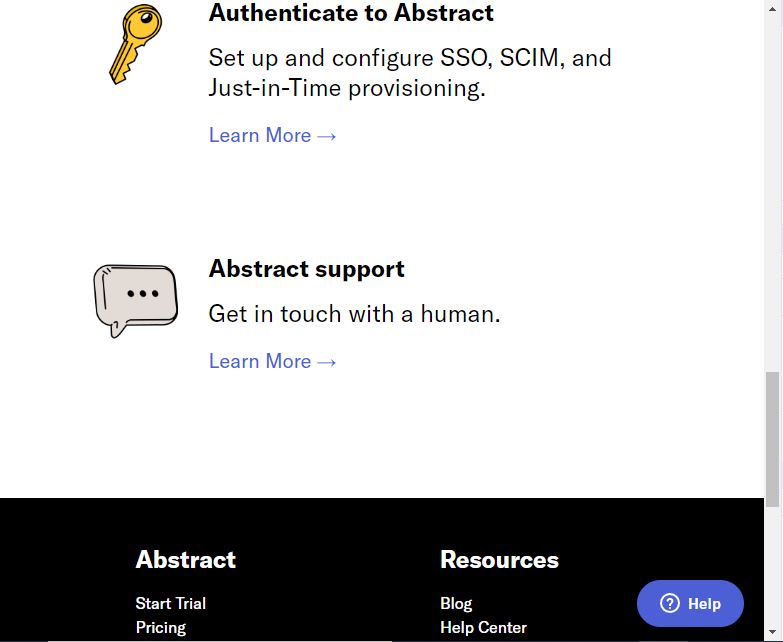 Authenticate to Abstract
Set up and configure SSO, SCIM, and
Just-in-Time provisioning.
Learn More →
Abstract support
Get in touch with a human.
Learn More →
Abstract
Resources
Start Trial
Blog
Pricing
Help Center
? Help